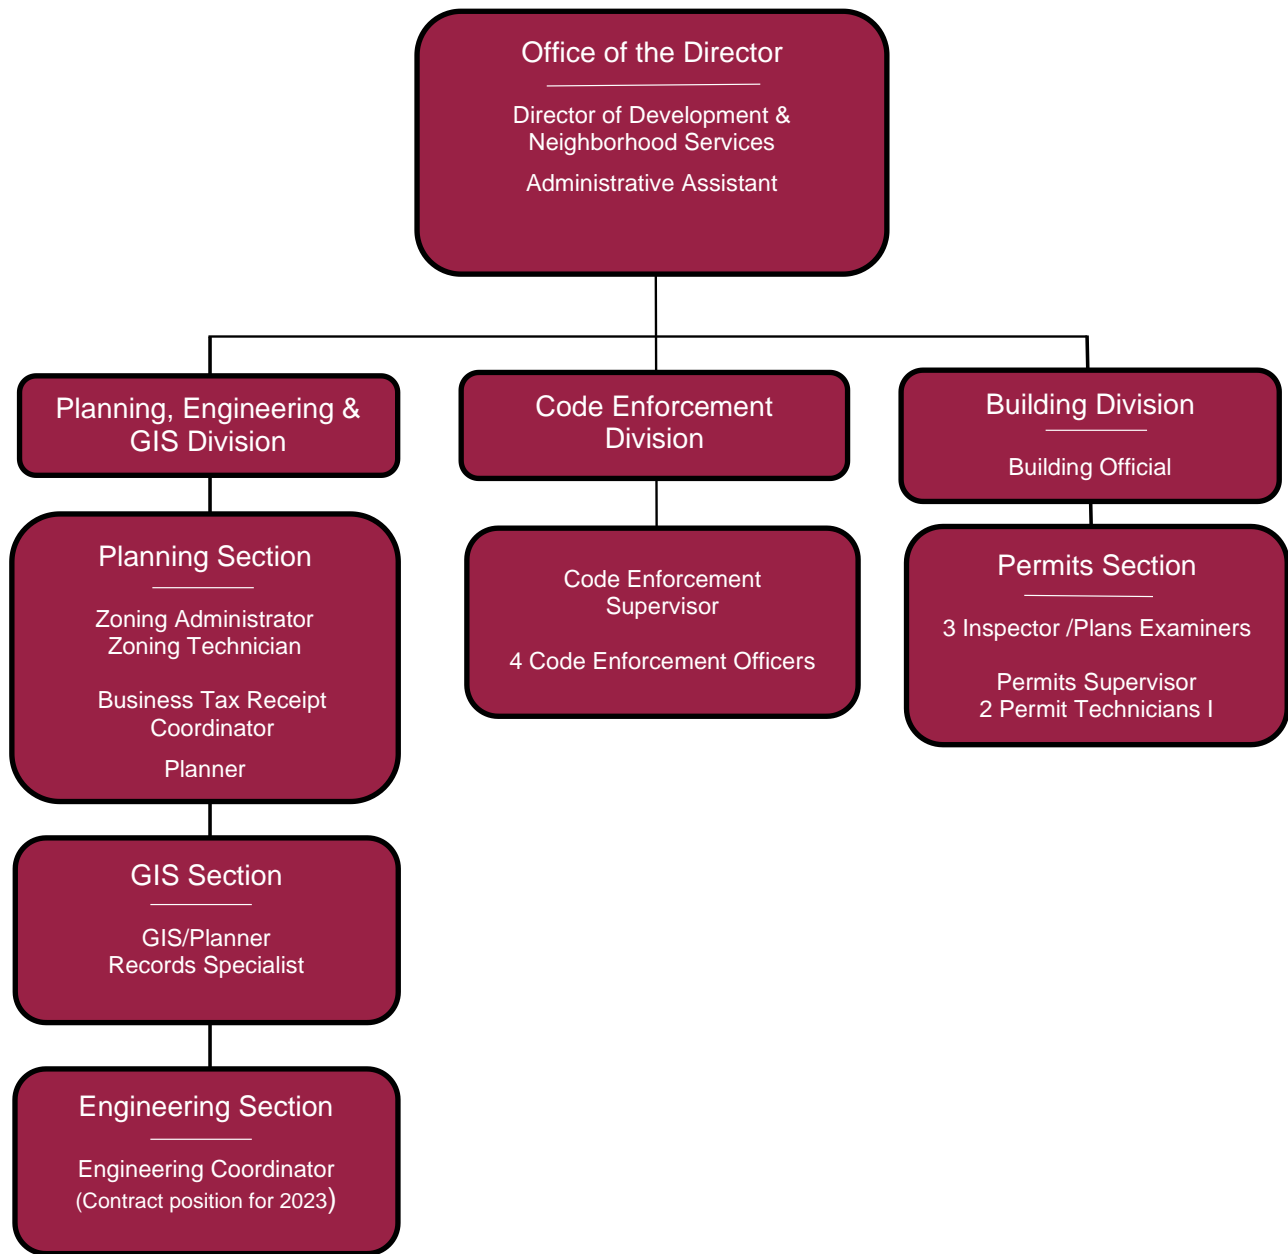 Office of the Director
Director of Development &
Neighborhood Services
Administrative Assistant
Planning, Engineering &
GIS Division
Planning Section
Zoning Administrator
Zoning Technician
Business Tax Receipt
Coordinator
Planner
GIS Section
GIS/Planner
Records Specialist
Engineering Section
Engineering Coordinator
(Contract position for 2023)
Code Enforcement
Division
Code Enforcement
Supervisor
4 Code Enforcement Officers
Building Division
Building Official
Permits Section
3 Inspector /Plans Examiners
Permits Supervisor
2 Permit Technicians I